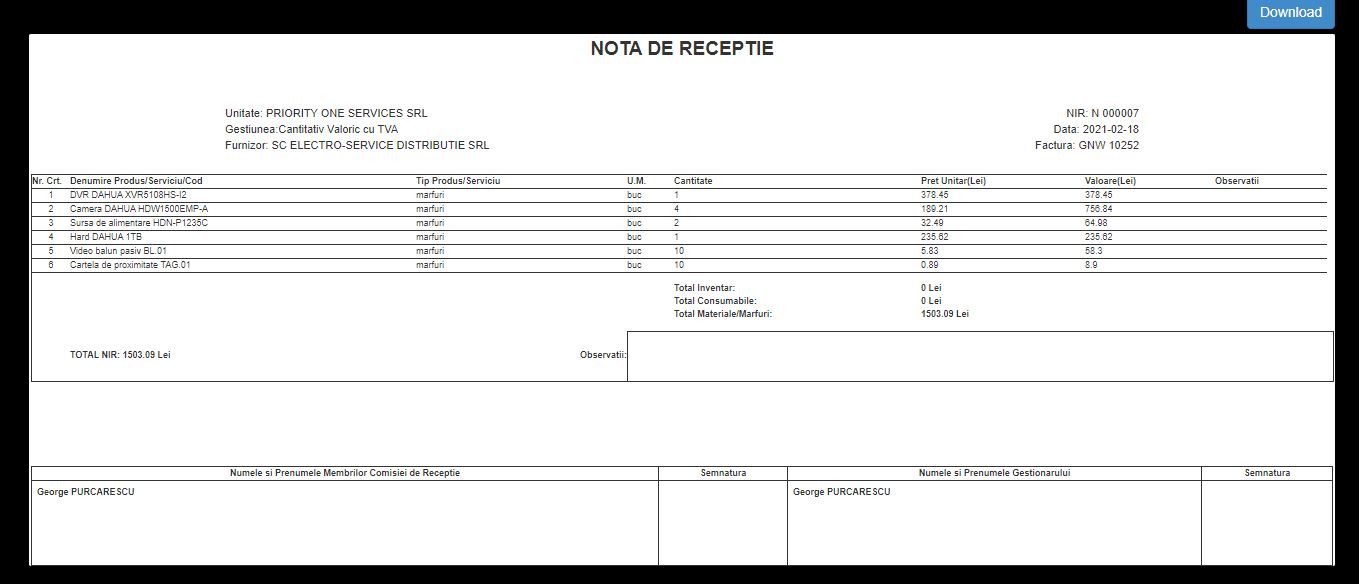 Download
NOTA DE RECEPTIE
Unitate: PRIORITY ONE SERVICES SRL NIR: N 000007
Gestiunea:Cantitativ Valoric cu TVA Data: 2021-02-18
Furnizor: SC ELECTRO-SERVICE DISTRIBUTIE SRL Factura: GNW 10252
Nr. Crt. Denumire Produs/Serviciu/Cod Tip Produs/Serviciu U.M. Cantitate Pret Unitar(Lei) Valoare(Lei) Observatii
1 DVR DAHUA XVR5108HS-I2 marfuri buc 1 378.45 378.45
2 Camera DAHUA HDW1500EMP-A marfuri buc 4 189.21 756.84
3 Sursa de alimentare HDN-P1235C marfuri buc 2 32.49 64.98
4 Hard DAHUA 1TB marfuri buc 1 235.62 235.62
5 Video balun pasiv BL.01 marfuri buc 10 5.83 58.3
6 Cartela de proximitate TAG.01 marfuri buc 10 0.89 8.9
Total Inventar: 0 Lei
Total Consumabile: 0 Lei
Total Materiale/Marfuri: 1503.09 Lei
TOTAL NIR: 1503.09 Lei Observatii:
Numele si Prenumele Membrilor Comisiei de Receptie Semnatura Numele si Prenumele Gestionarului Semnatura
George PURCARESCU George PURCARESCU